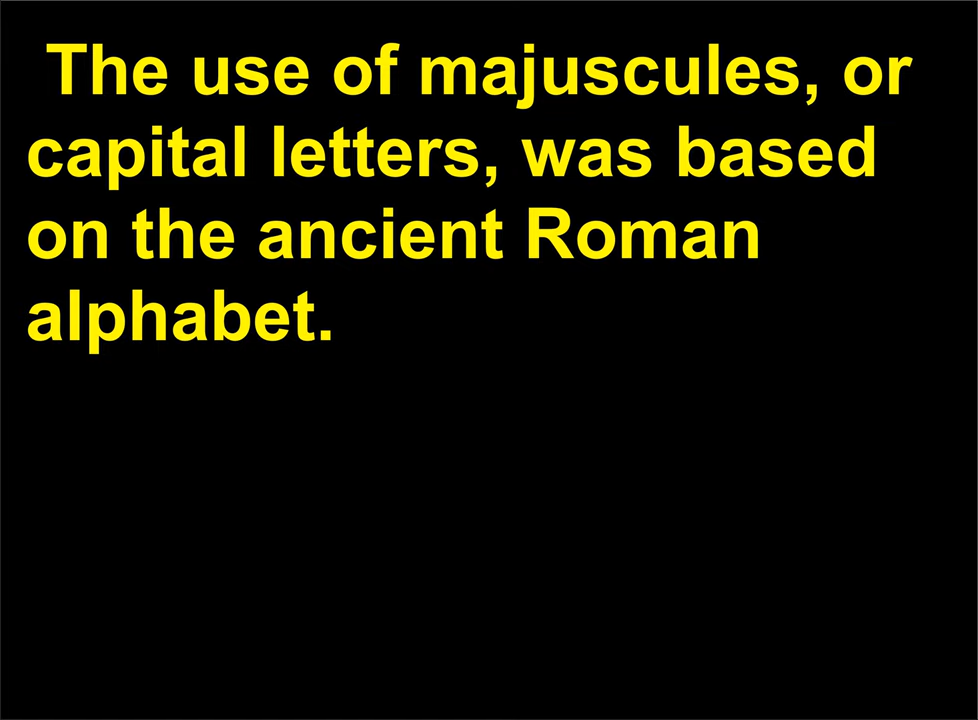 The use of majuscules, or
capital letters, was based
on the ancient Roman
alphabet.